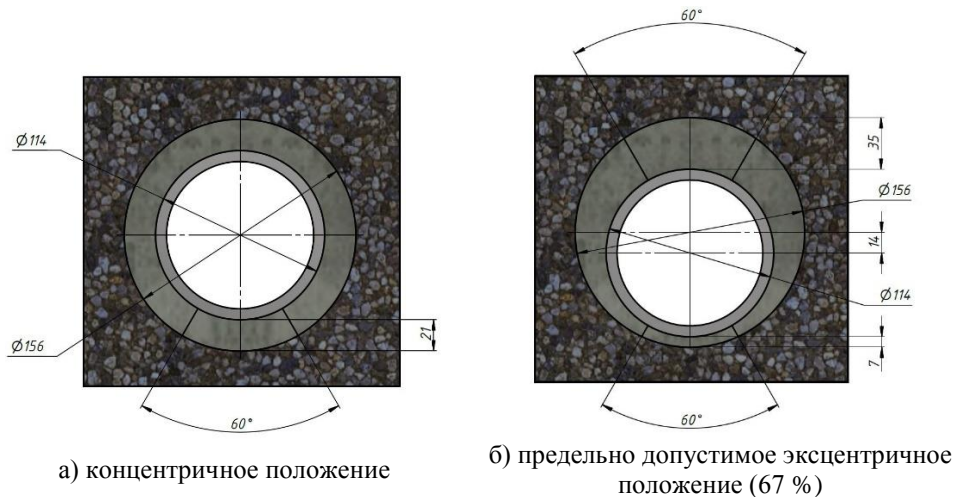 60°
Ø114
Ø156
21
60°
а) концентричное положение
60°
35
Ø156
14
Ø114
7
60°
б) предельно допустимое эксцентричное
положение (67 %)